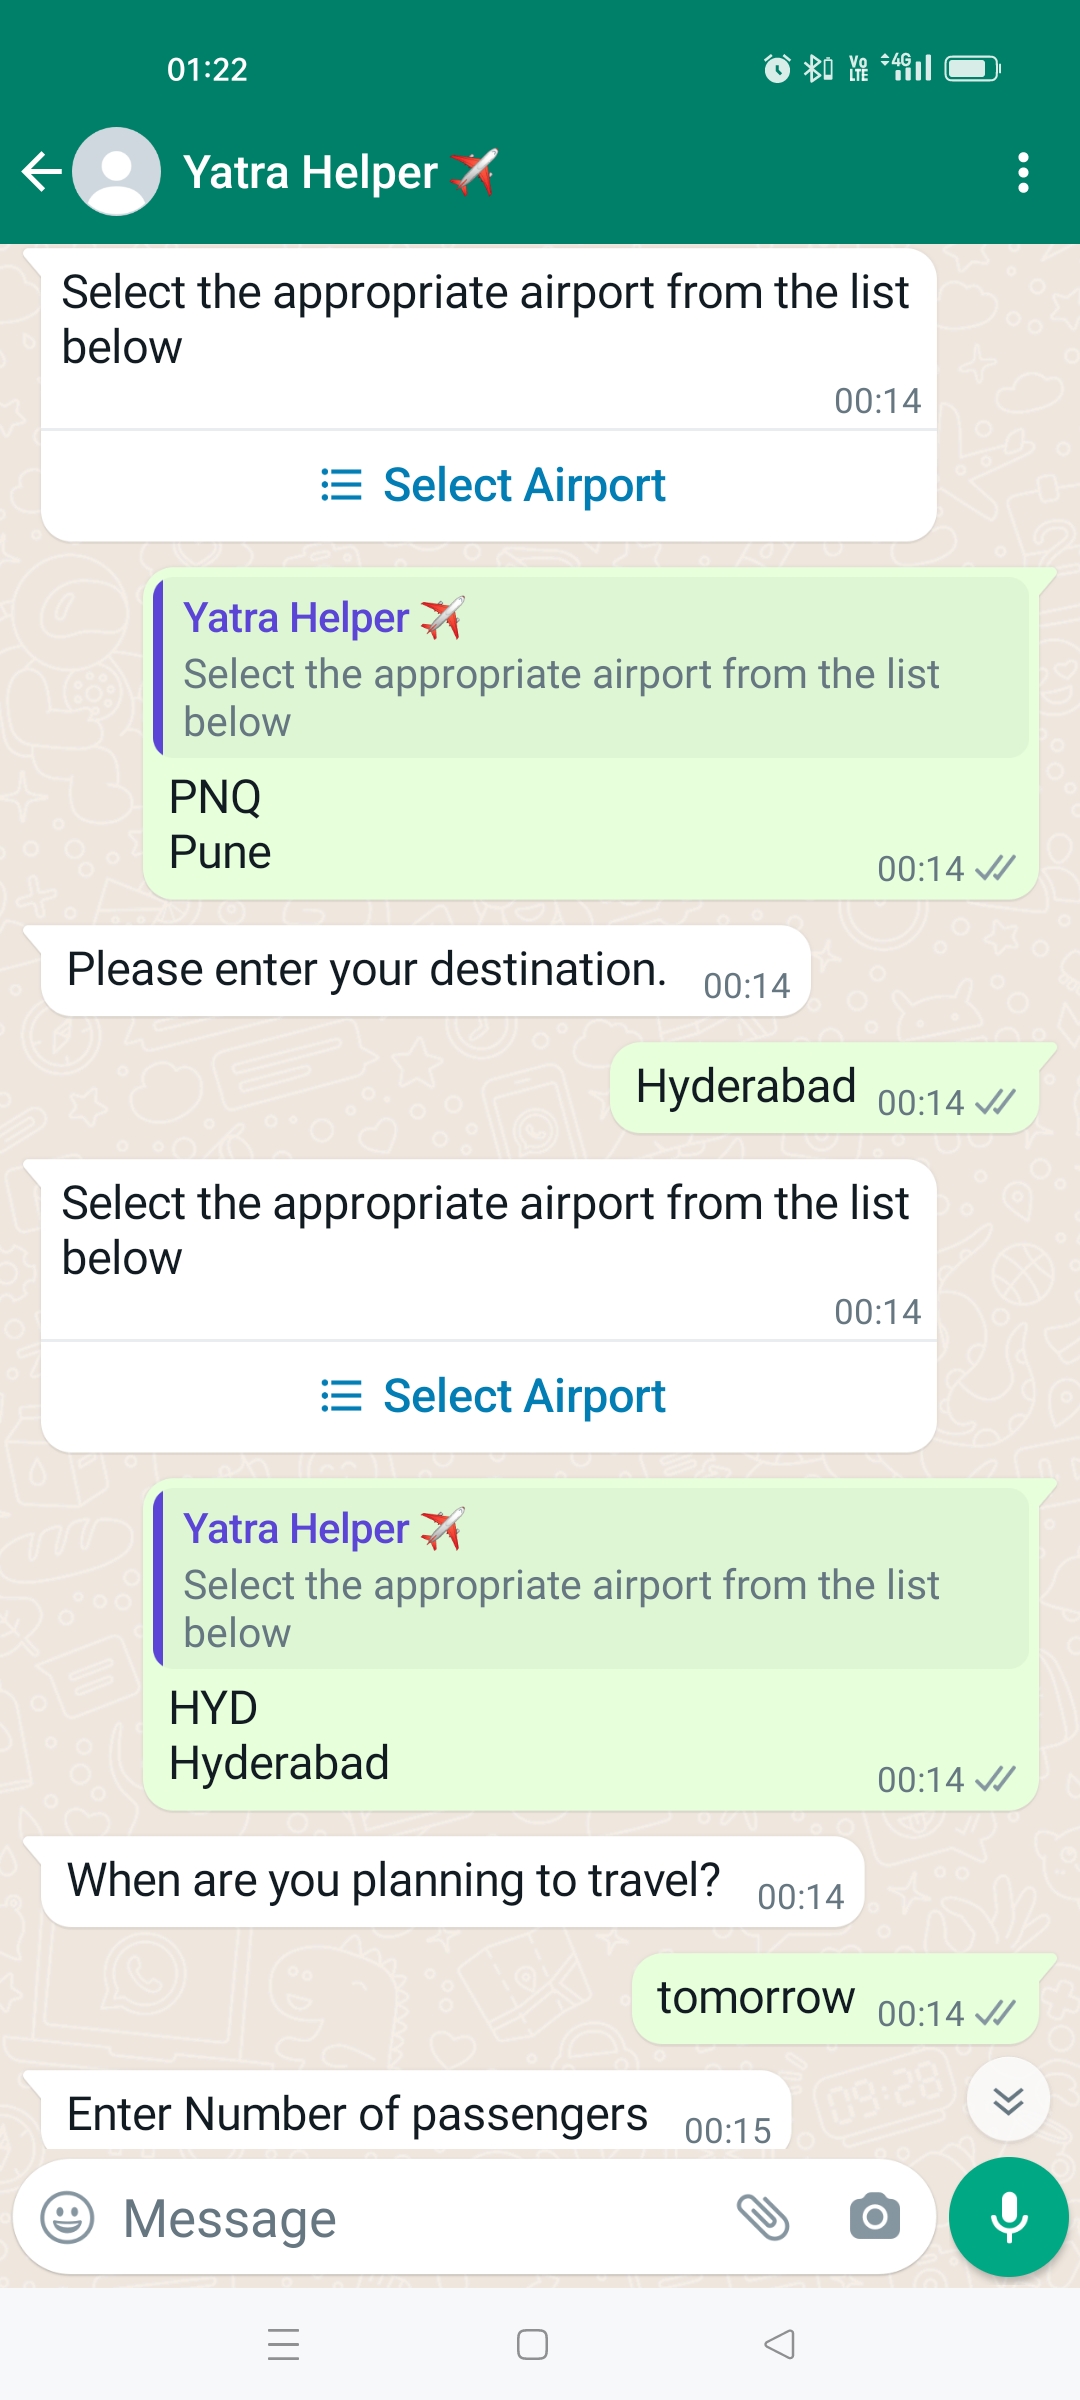 01:22
Vo
LTE
4G
Yatra Helper ✈️
Select the appropriate airport from the list
below
00:14
Select Airport
Yatra Helper ✈️
Select the appropriate airport from the list
below
PNQ
Pune
00:14
Please enter your destination. 00:14
Hyderabad 00:14
Select the appropriate airport from the list
below
00:14
Select Airport
Yatra Helper ✈️
Select the appropriate airport from the list
below
HYD
Hyderabad
00:14
When are you planning to travel? 00:14
tomorrow 00:14
Enter Number of passengers 00:15
Message